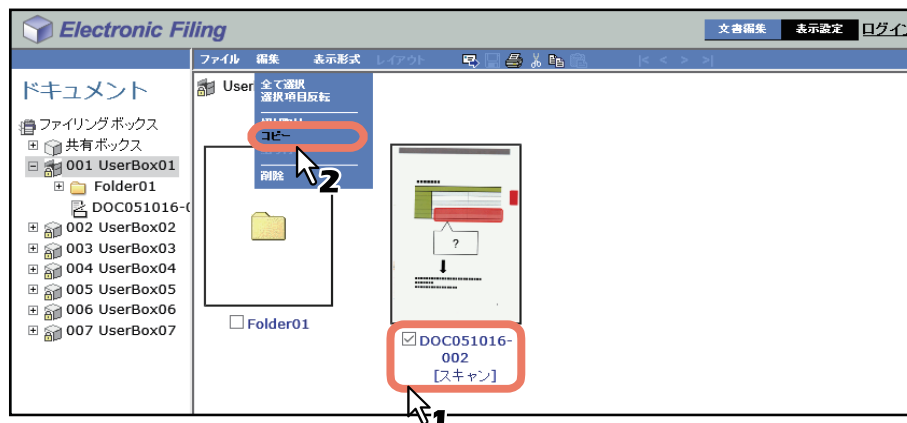 Electronic Filing
文書編集 表示設定 ログイン
ファイル 編集 表示形式 レイアウト |< < > >|
ドキュメント
ファイリングボックス
共有ボックス
001 UserBox01
Folder01
DOC051016-0
002 UserBox02
003 UserBox03
004 UserBox04
005 UserBox05
006 UserBox06
007 UserBox07
User
全て選択
選択項目反転
コピー
削除
2
?
Folder01
DOC051016-
002
[スキャン]
1